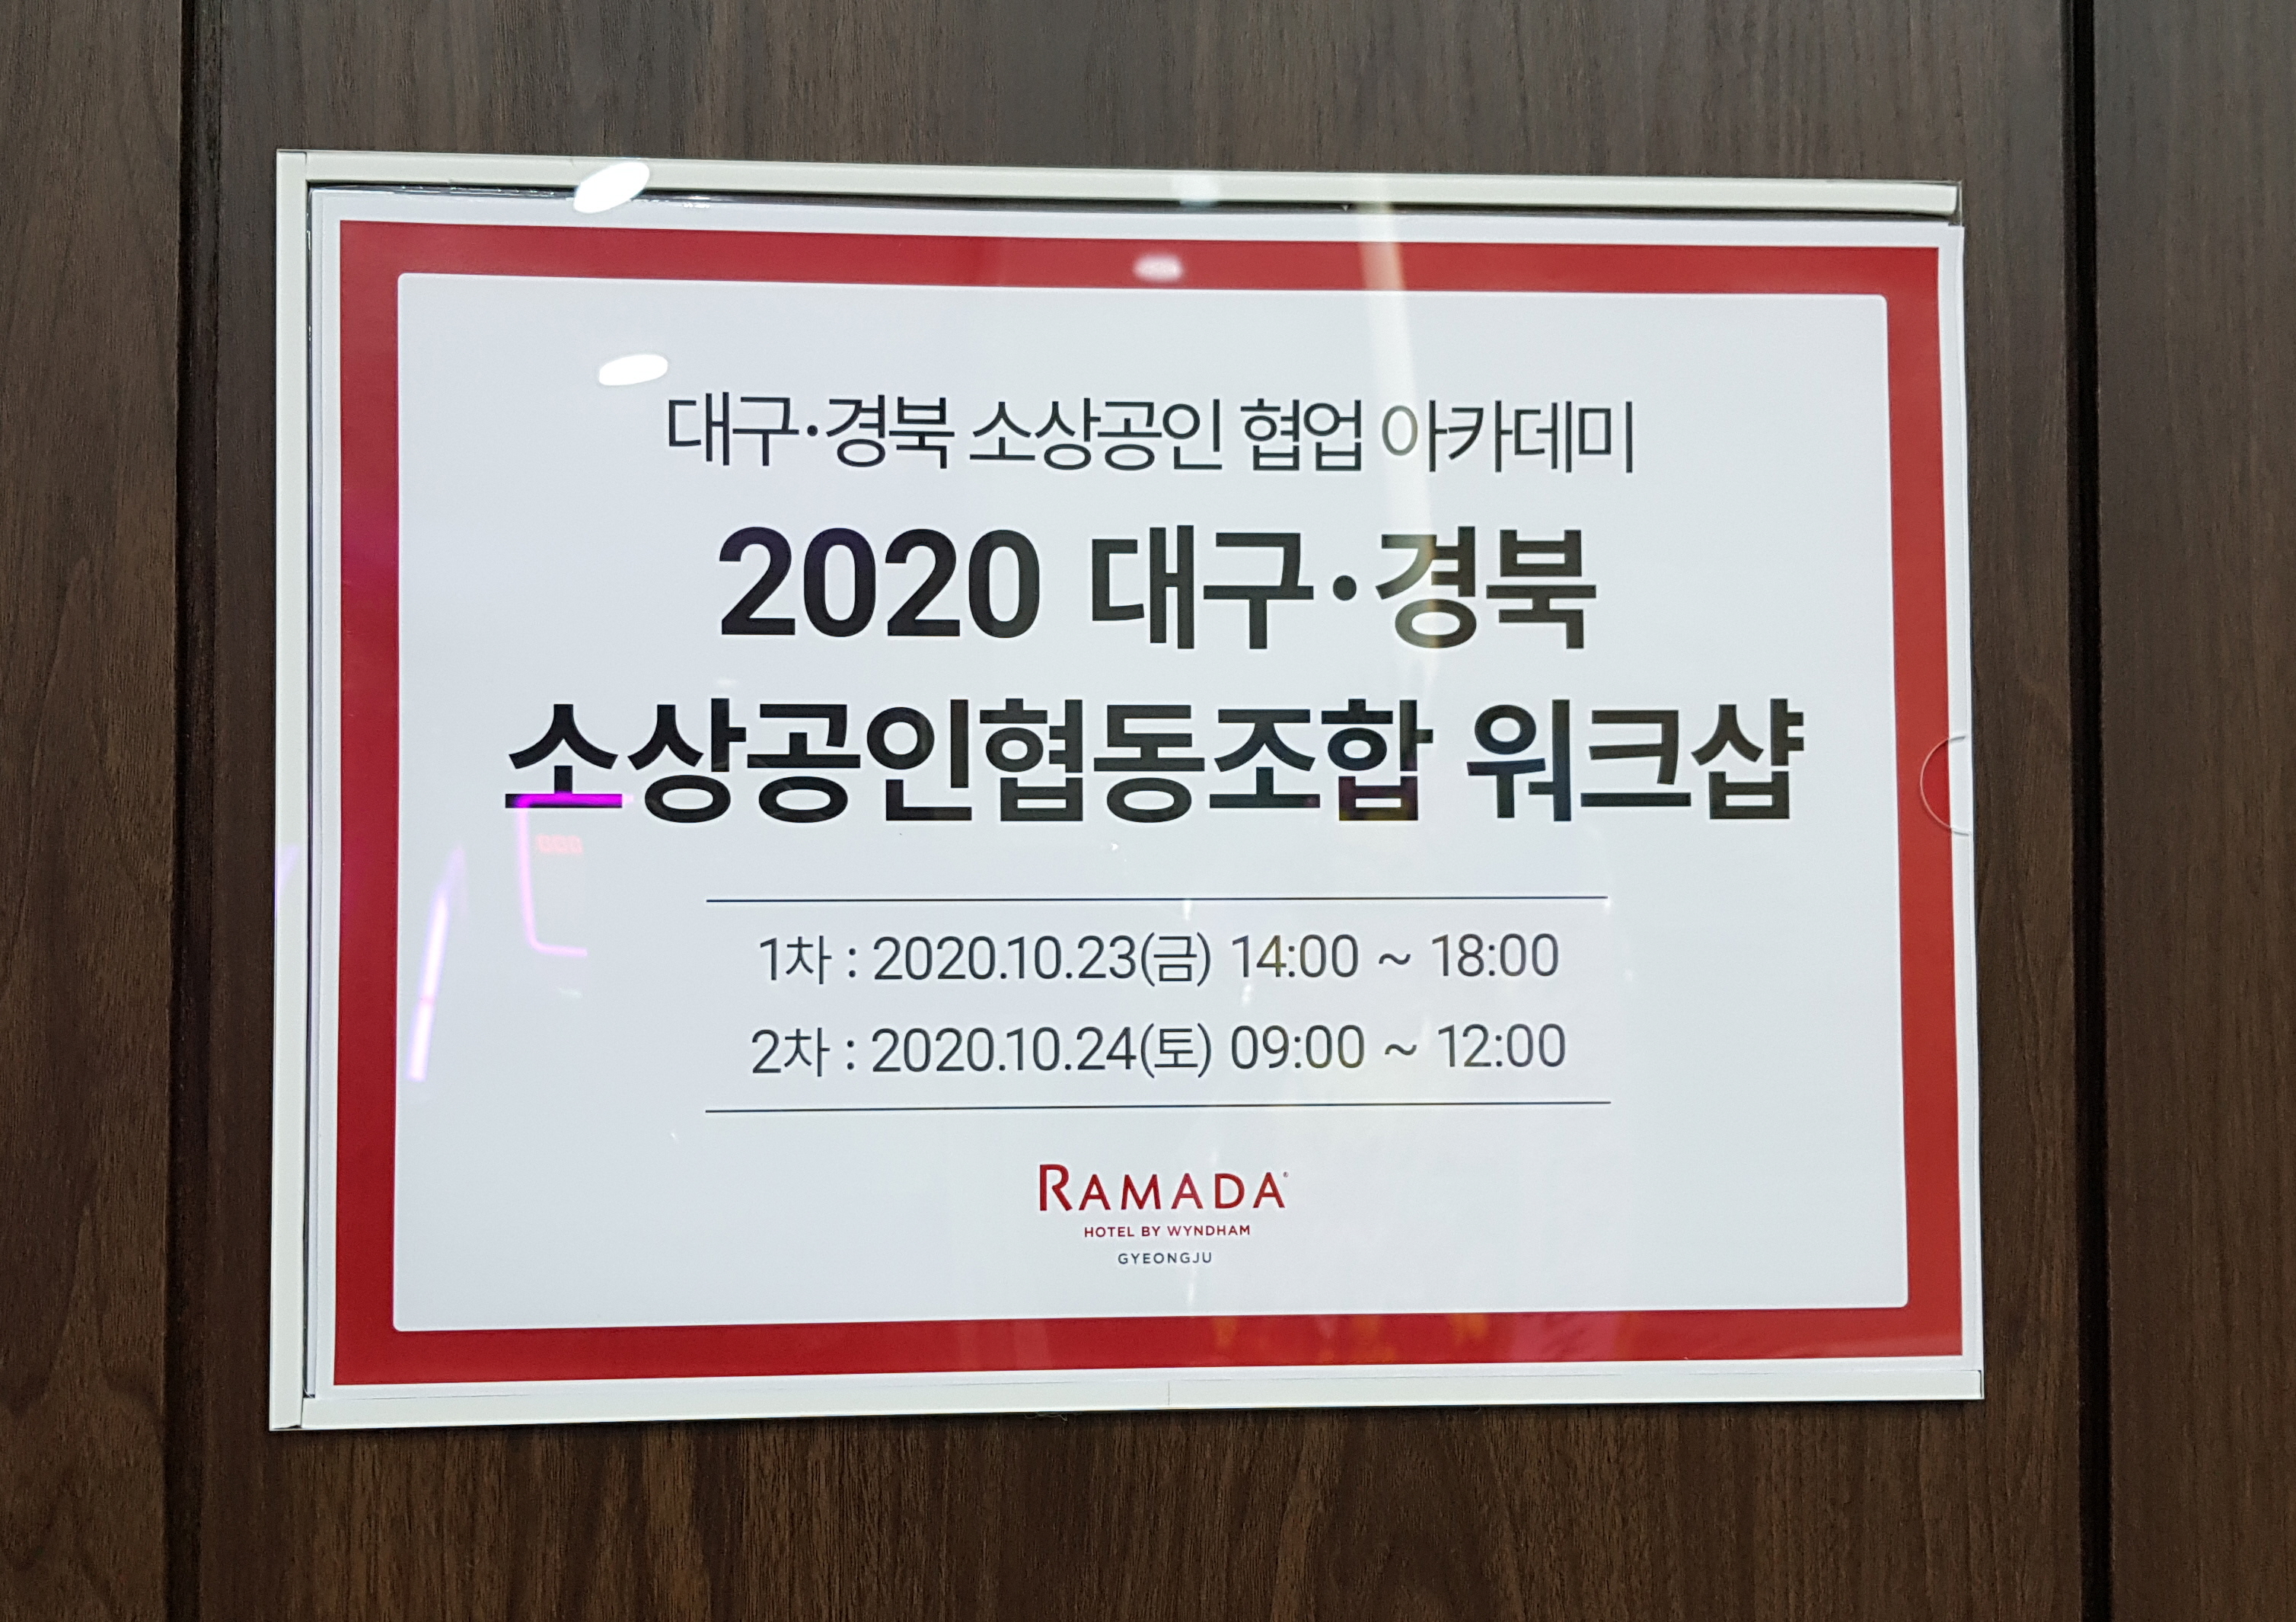 대구·경북 소상공인 협업 아카데미
2020 대구·경북
소상공인협동조합 워크샵
1차 : 2020.10.23(금) 14:00 ~ 18:00
2차 : 2020.10.24(토) 09:00 ~ 12:00
RAMADA®
HOTEL BY WYNDHAM
GYEONGJU